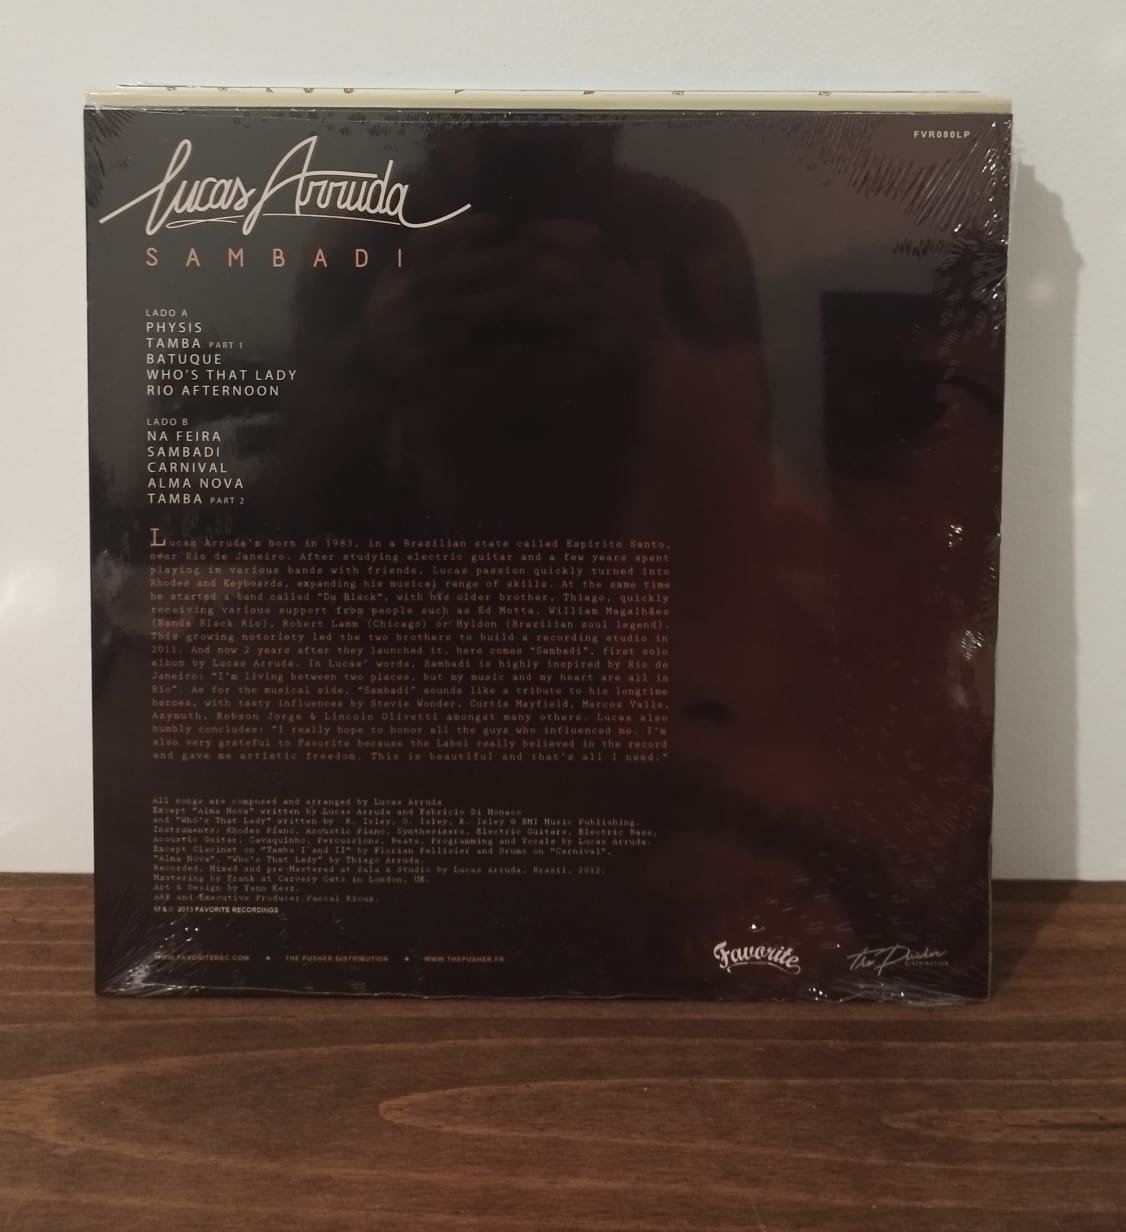 FVR080LP
Lucas Arruda
SAMBADI
LADO A
PHYSIS
TAMBA PART 1
BATUQUE
WHO'S THAT LADY
RIO AFTERNOON
LADO B
NA FEIRA
SAMBADI
CARNIVAL
ALMA NOVA
TAMBA PART 2
Lucas Arruda's born in 1983, in a Brazilian state called Espirito Santo,
near Rio de Janeiro. After studying electric guitar and a few years spent
playing in various bands with friends, Lucas passion quickly turned into
Rhodes and Keyboards, expanding his musical range of skills. At the same time
he started a band called "Du Black", with his older brother, Thiago, quickly
receiving various support from people such as Ed Motta, William Magalhães
(Banda Black Rio), Robert Lamm (Chicago) or Hyldon (Brazilian soul legend).
This growing notoriety led the two brothers to build a recording studio in
2011. And now 2 years after they launched it, here comes "Sambadi", first solo
album by Lucas Arruda. In Lucas' words, Sambadi is highly inspired by Rio de
Janeiro: "I'm living between two places, but my music and my heart are all in
Rio". As for the musical side, "Sambadi" sounds like a tribute to his longtime
heroes, with tasty influences by Stevie Wonder, Curtis Mayfield, Marcos Valle,
Azymuth, Robson Jorge & Lincoln Olivetti amongst many others. Lucas also
humbly concludes: "I really hope to honor all the guys who influenced me. I'm
also very grateful to Favorite because the Label really believed in the record
and gave me artistic freedom. This is beautiful and that's all I need."
All songs are composed and arranged by Lucas Arruda
Except "Alma Nova" written by Lucas Arruda and Fabricio Di Monaco
and "Who's That Lady" written by R. Isley, O. Isley, R. Isley © EMI Music Publishing.
Instruments: Rhodes Piano, Acoustic Piano, Synthesizers, Electric Guitars, Electric Bass,
Acoustic Guitar, Cavaquinho, Percussions, Beats, Programming and Vocals by Lucas Arruda.
Except Clavinet on "Tamba I and II" by Florian Pellissier and Drums on "Carnival",
"Alma Nova", "Who's That Lady" by Thiago Arruda.
Recorded, Mixed and pre-Mastered at Sala A Studio by Lucas Arruda, Brazil, 2012.
Mastering by Frank at Carvery Cuts in London, UK.
Art & Design by Yann Kesz.
A&R and Executive Producer Pascal Rioux.
℗ & © 2013 FAVORITE RECORDINGS
WWW.FAVORITEREC.COM • THE PUSHER DISTRIBUTION • WWW.THEPUSHER.FR
Favorite
The Pusher
DISTRIBUTION